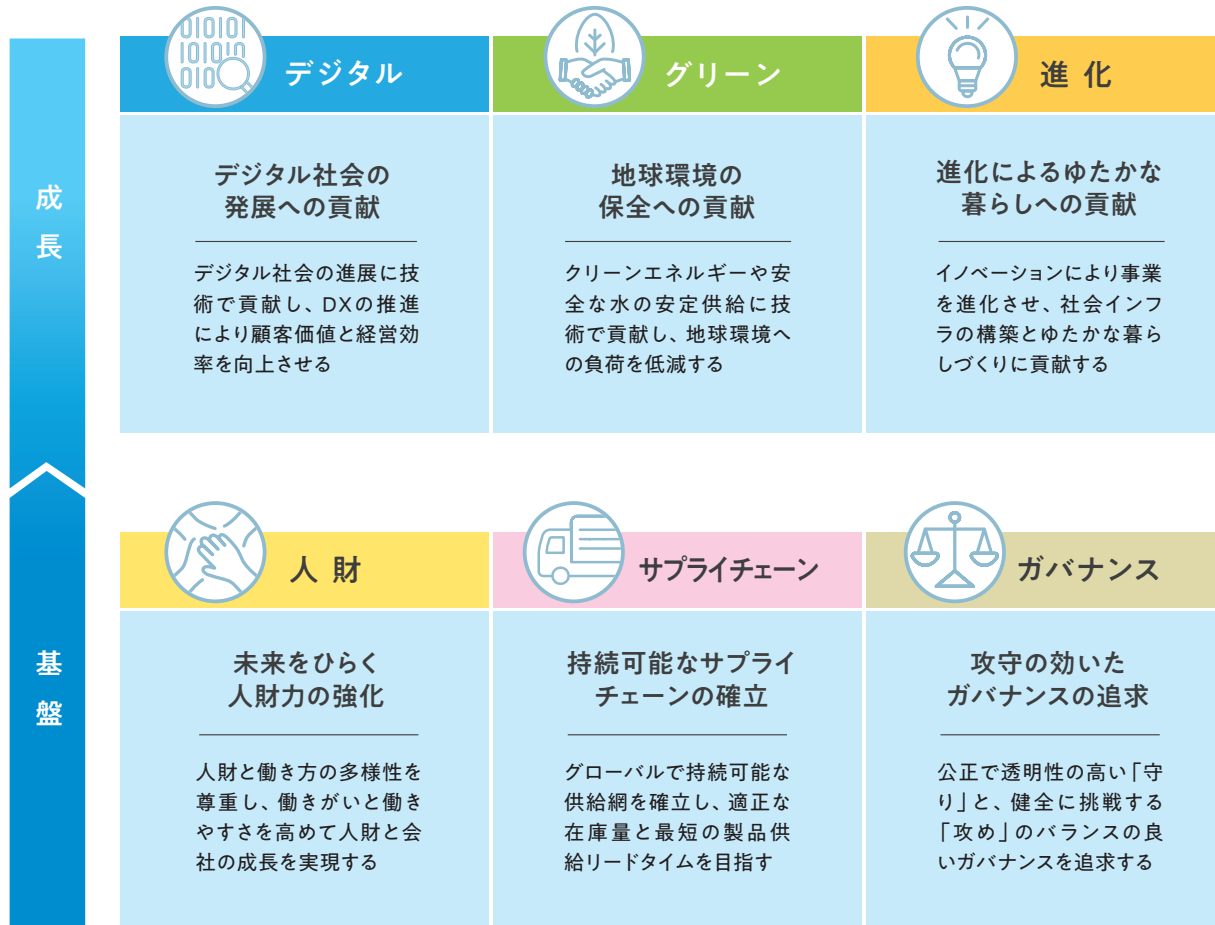 成長
010101
101010
010
デジタル
デジタル社会の
発展への貢献
デジタル社会の進展に技
術で貢献し、DXの推進
により顧客価値と経営効
率を向上させる
グリーン
地球環境の
保全への貢献
クリーンエネルギーや安
全な水の安定供給に技
術で貢献し、地球環境へ
の負荷を低減する
進化
進化によるゆたかな
暮らしへの貢献
イノベーションにより事業
を進化させ、社会インフ
ラの構築とゆたかな暮ら
しづくりに貢献する
基盤
人財
未来をひらく
人財力の強化
人財と働き方の多様性を
尊重し、働きがいと働き
やすさを高めて人財と会
社の成長を実現する
サプライチェーン
持続可能なサプライ
チェーンの確立
グローバルで持続可能な
供給網を確立し、適正な
在庫量と最短の製品供
給リードタイムを目指す
ガバナンス
攻守の効いた
ガバナンスの追求
公正で透明性の高い「守
り」と、健全に挑戦する
「攻め」のバランスの良
いガバナンスを追求する